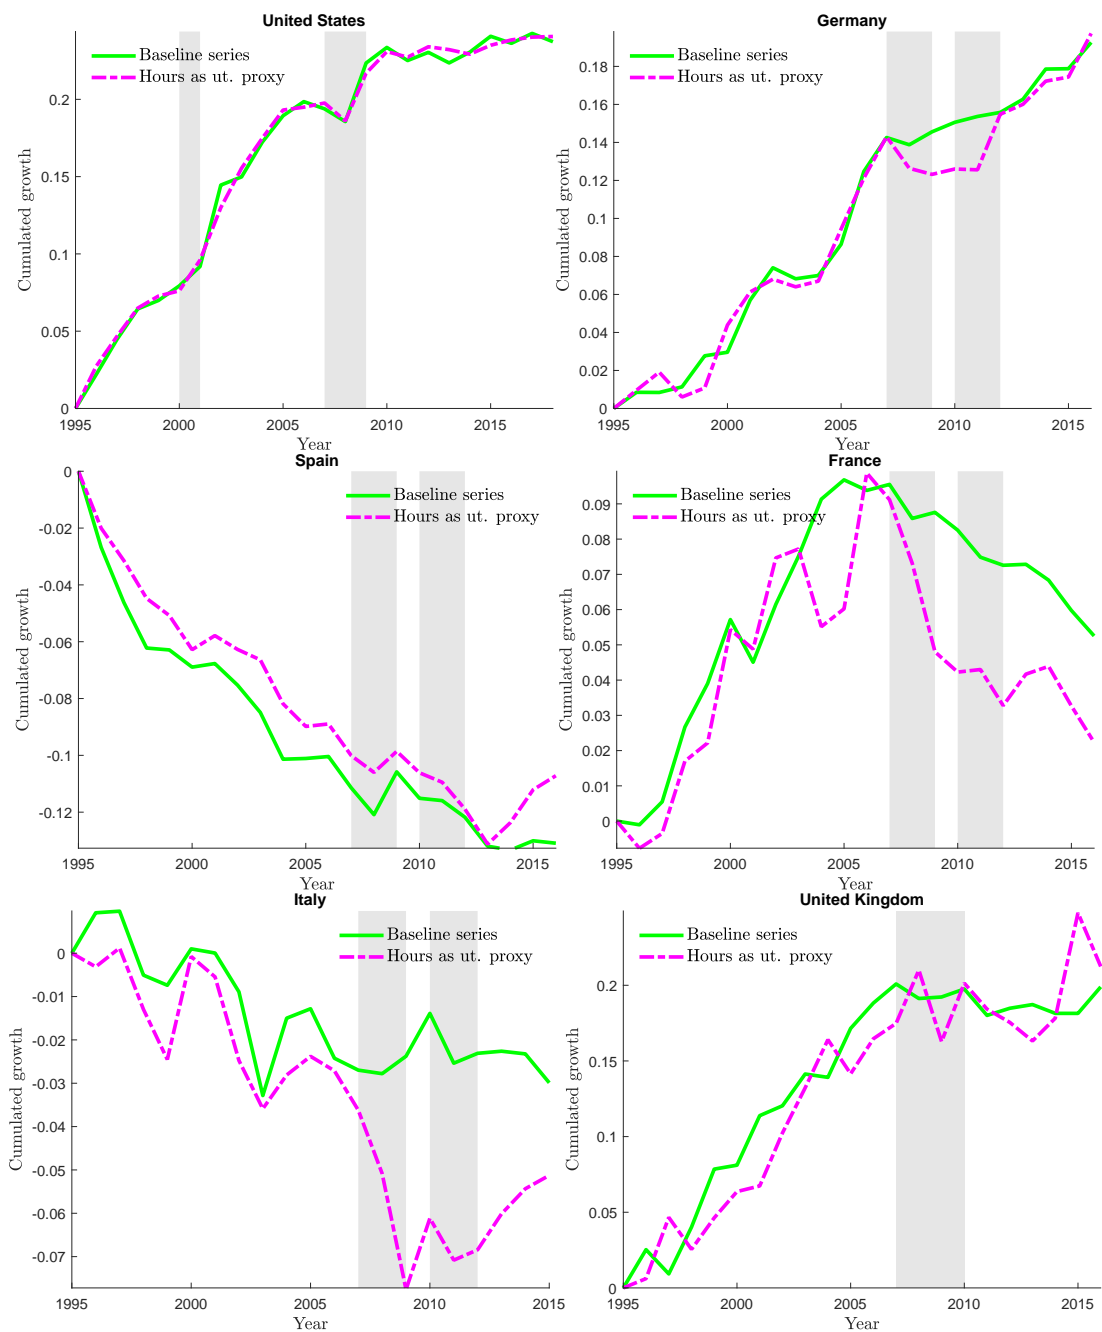 United States
Baseline series
Hours as ut. proxy
Cumulated growth
0.2
0.15
0.1
0.05
0
1995
2000
2005
2010
2015
Year
Germany
Baseline series
Hours as ut. proxy
Cumulated growth
0.18
0.16
0.14
0.12
0.1
0.08
0.06
0.04
0.02
0
1995
2000
2005
2010
2015
Year
Spain
Baseline series
Hours as ut. proxy
Cumulated growth
0
-0.02
-0.04
-0.06
-0.08
-0.1
-0.12
1995
2000
2005
2010
2015
Year
France
Baseline series
Hours as ut. proxy
Cumulated growth
0.09
0.08
0.07
0.06
0.05
0.04
0.03
0.02
0.01
0
1995
2000
2005
2010
2015
Year
Italy
Baseline series
Hours as ut. proxy
Cumulated growth
0
-0.01
-0.02
-0.03
-0.04
-0.05
-0.06
-0.07
1995
2000
2005
2010
2015
Year
United Kingdom
Baseline series
Hours as ut. proxy
Cumulated growth
0.2
0.15
0.1
0.05
0
1995
2000
2005
2010
2015
Year